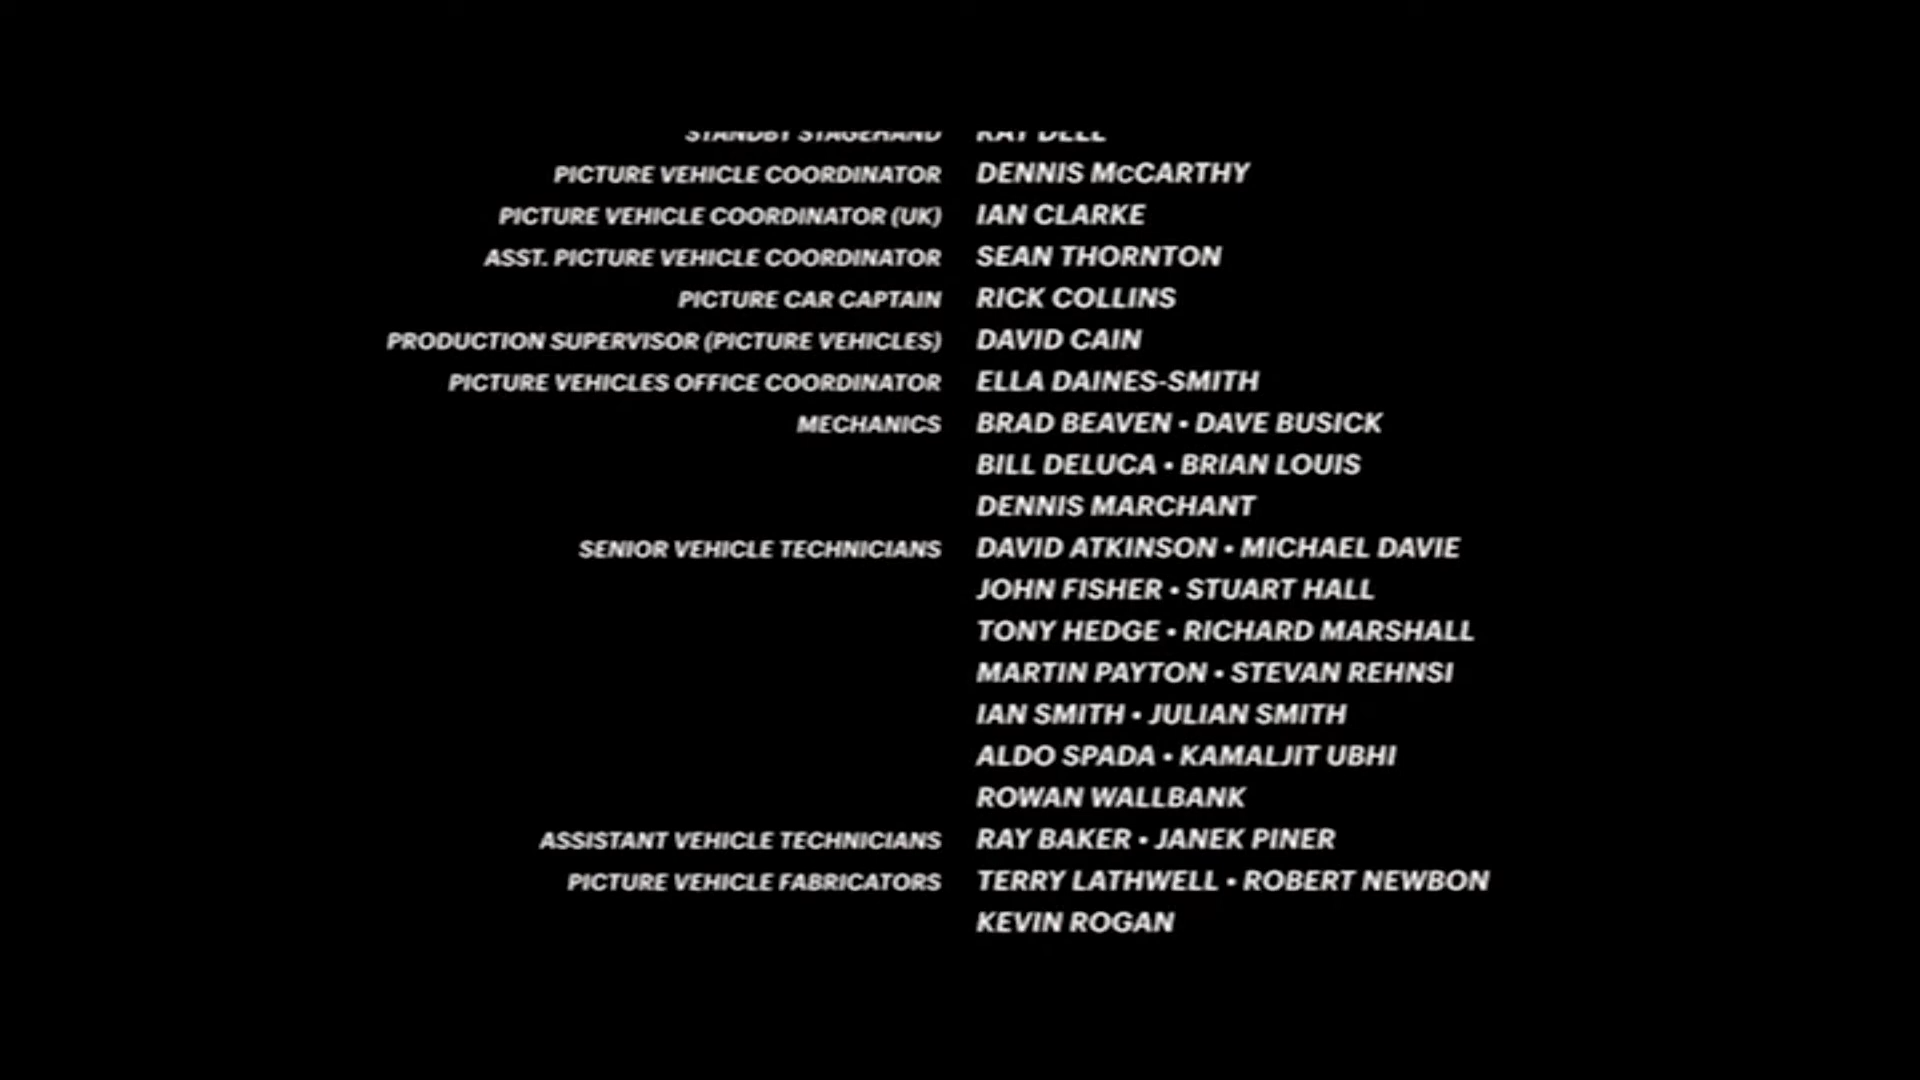 STANDBY STAGEHAND RAY DELL
PICTURE VEHICLE COORDINATOR DENNIS McCARTHY
PICTURE VEHICLE COORDINATOR (UK) IAN CLARKE
ASST. PICTURE VEHICLE COORDINATOR SEAN THORNTON
PICTURE CAR CAPTAIN RICK COLLINS
PRODUCTION SUPERVISOR (PICTURE VEHICLES) DAVID CAIN
PICTURE VEHICLES OFFICE COORDINATOR ELLA DAINES-SMITH
MECHANICS BRAD BEAVEN • DAVE BUSICK
BILL DELUCA • BRIAN LOUIS
DENNIS MARCHANT
SENIOR VEHICLE TECHNICIANS DAVID ATKINSON • MICHAEL DAVIE
JOHN FISHER • STUART HALL
TONY HEDGE • RICHARD MARSHALL
MARTIN PAYTON • STEVAN REHNSI
IAN SMITH • JULIAN SMITH
ALDO SPADA • KAMALJIT UBHI
ROWAN WALLBANK
ASSISTANT VEHICLE TECHNICIANS RAY BAKER • JANEK PINER
PICTURE VEHICLE FABRICATORS TERRY LATHWELL • ROBERT NEWBON
KEVIN ROGAN